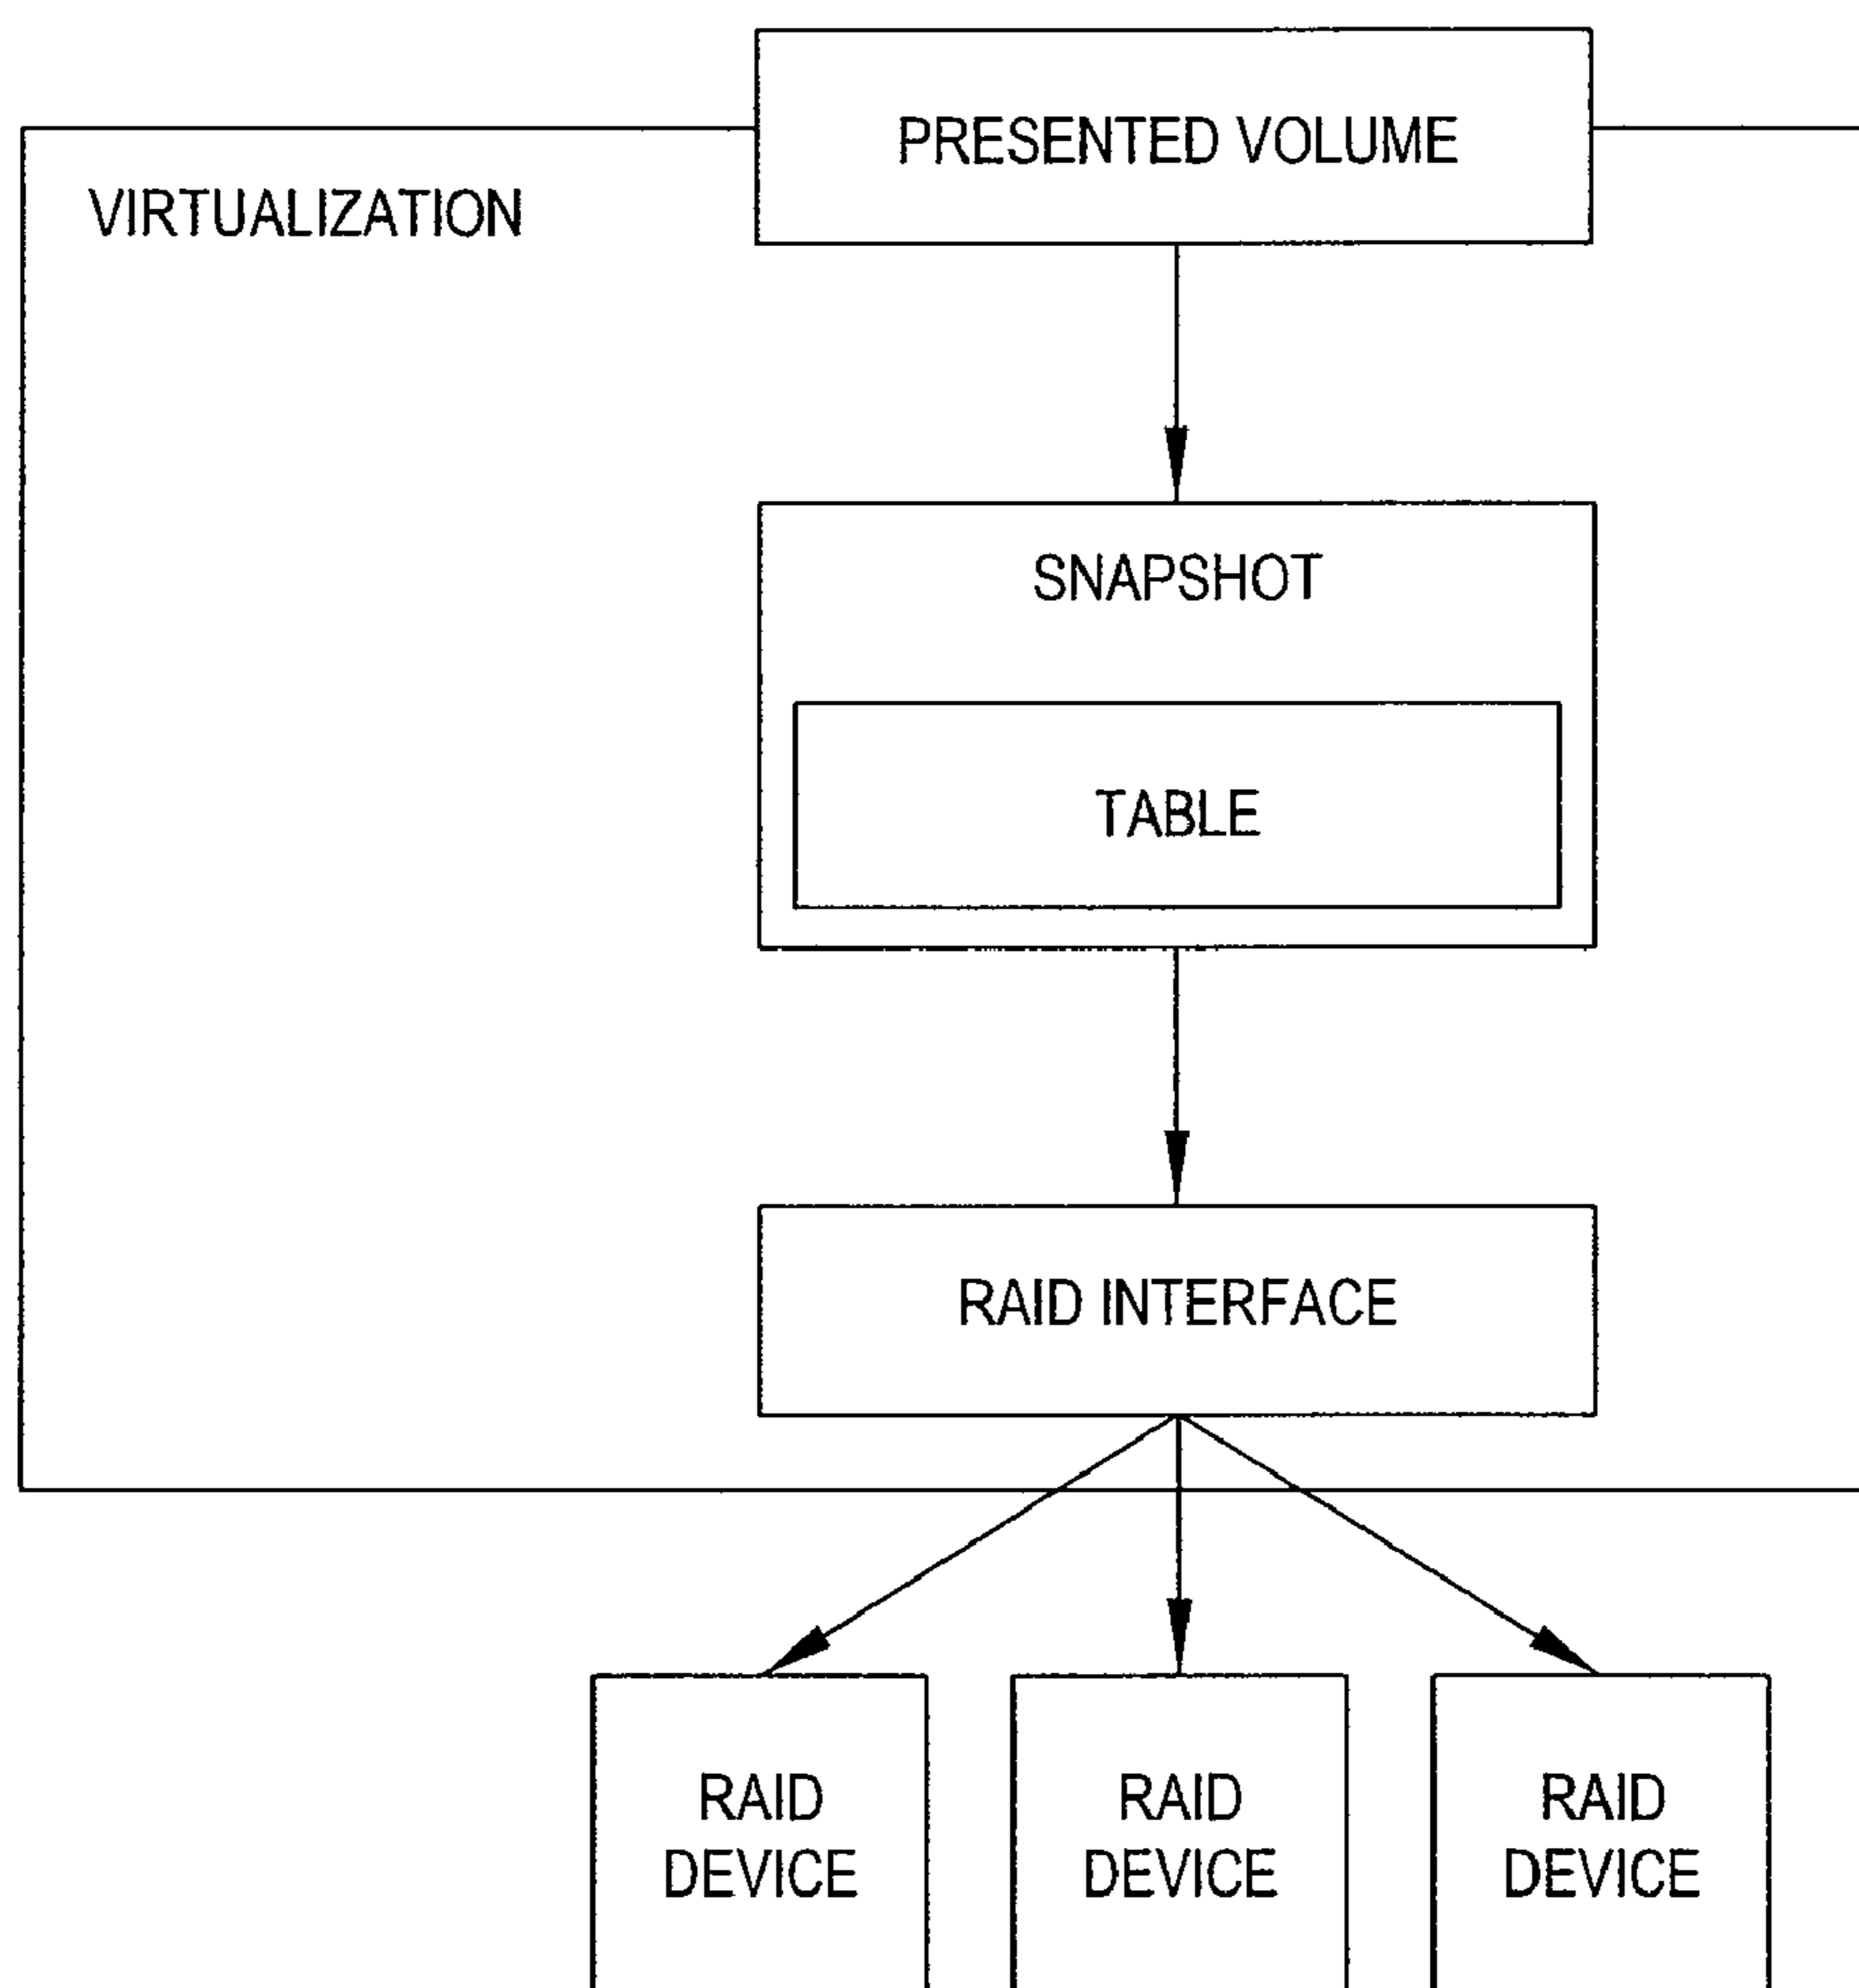 PRESENTED VOLUME
VIRTUALIZATION
SNAPSHOT
TABLE
RAID INTERFACE
RAID
DEVICE
RAID
DEVICE
RAID
DEVICE